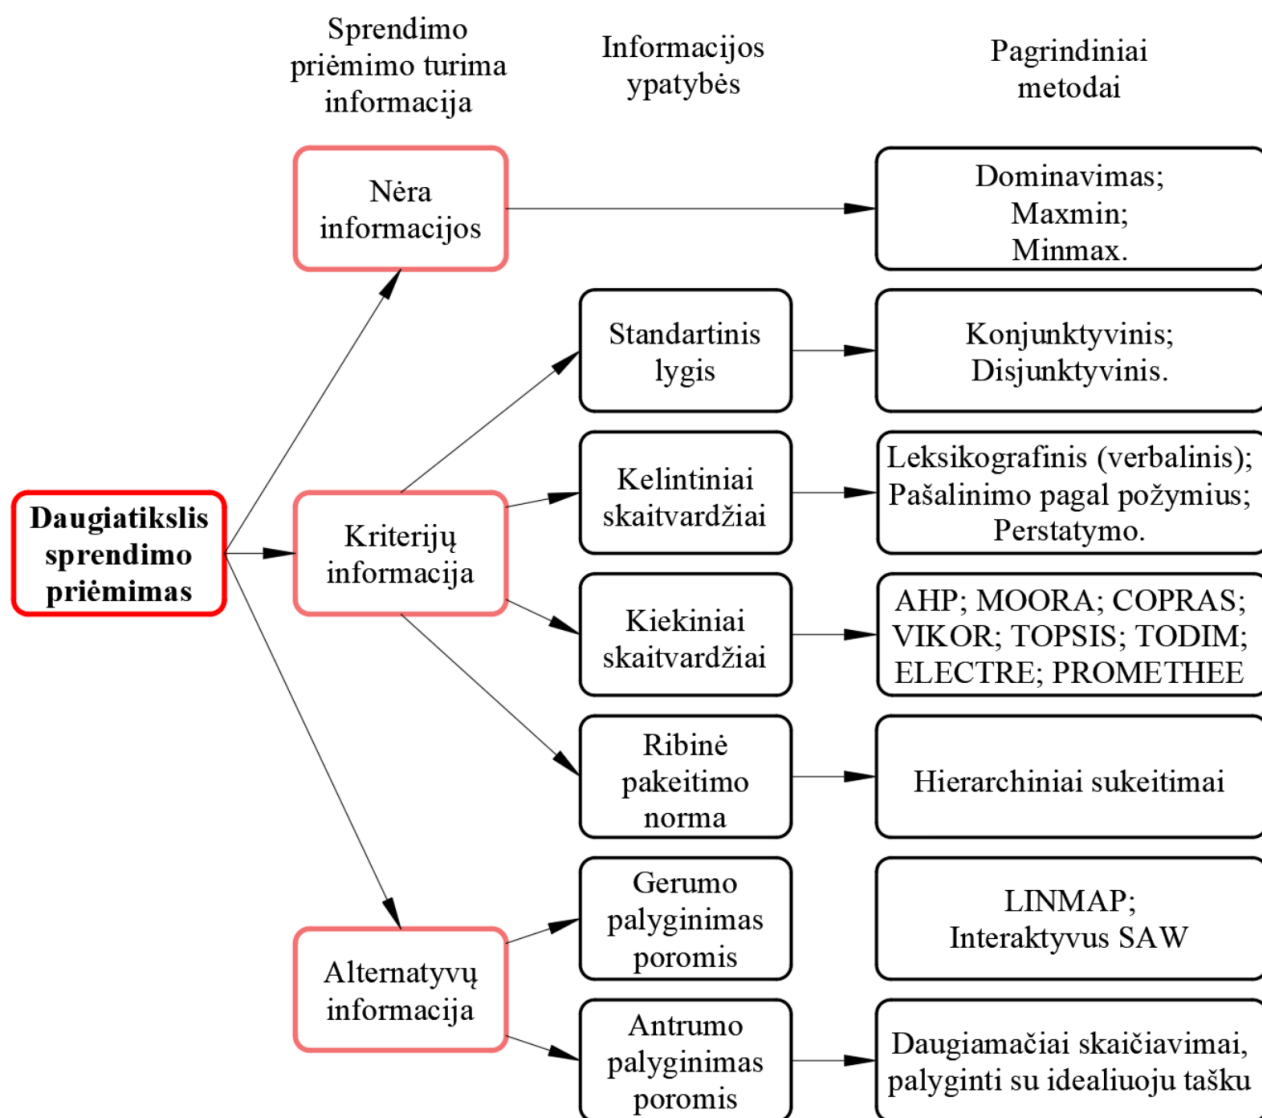 Sprendimo
priėmimo turima
informacija
Informacijos
ypatybės
Pagrindiniai
metodai
Nėra
informacijos
Dominavimas;
Maxmin;
Minmax.
Standartinis
lygis
Konjunktyvinis;
Disjunktyvinis.
Daugiatikslis
sprendimo
priėmimas
Kriterijų
informacija
Kelintiniai
skaitvardžiai
Leksikografinis (verbalinis);
Pašalinimo pagal požymius;
Perstatymo.
Kiekiniai
skaitvardžiai
AHP; MOORA; COPRAS;
VIKOR; TOPSIS; TODIM;
ELECTRE; PROMETHEE
Ribinė
pakeitimo
norma
Hierarchiniai sukeitimai
Alternatyvų
informacija
Gerumo
palyginimas
poromis
LINMAP;
Interaktyvus SAW
Antrumo
palyginimas
poromis
Daugiamačiai skaičiavimai,
palyginti su idealiuoju tašku